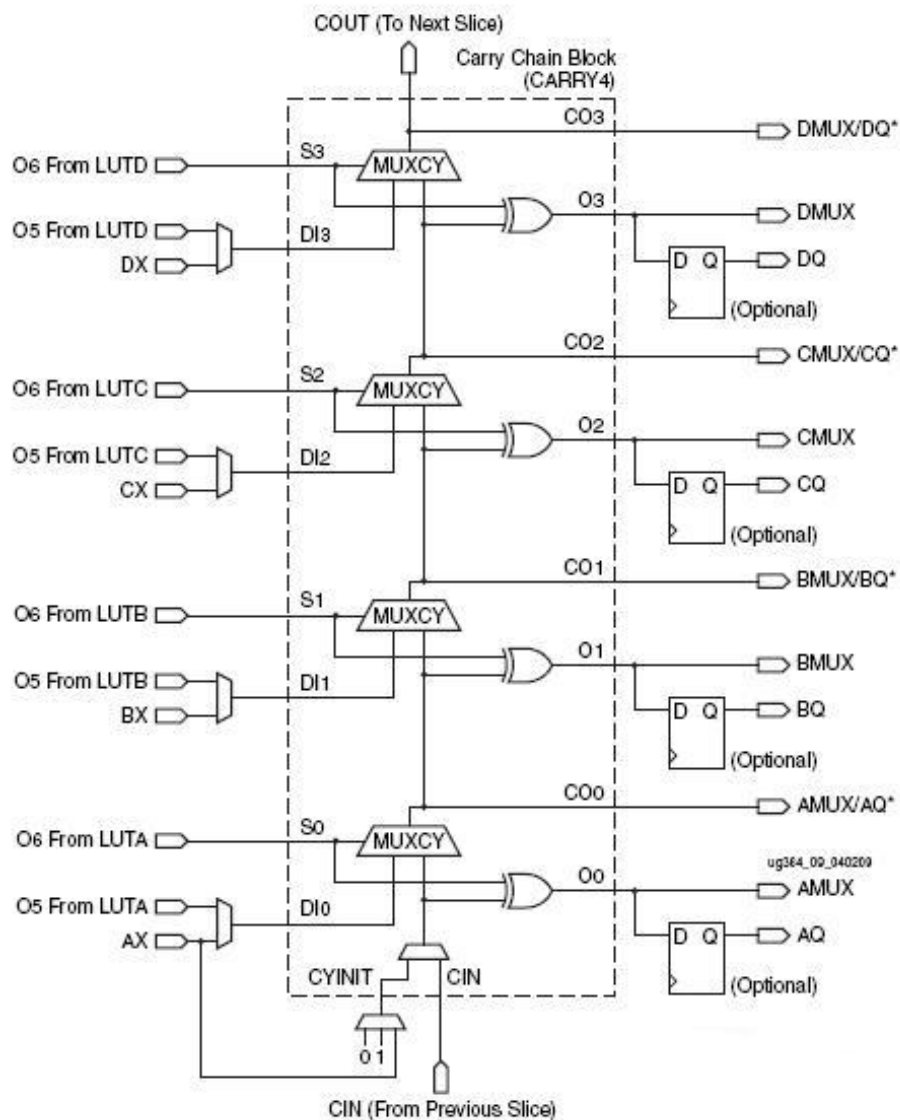 COUT (To Next Slice)
Carry Chain Block
(CARRY4)
CO3
DMUX/DQ*
O6 From LUTD
S3
MUXCY
O3
DMUX
O5 From LUTD
DI3
DX
D Q
DQ
(Optional)
CO2
CMUX/CQ*
O6 From LUTC
S2
MUXCY
O2
CMUX
O5 From LUTC
DI2
CX
D Q
CQ
(Optional)
CO1
BMUX/BQ*
O6 From LUTB
S1
MUXCY
O1
BMUX
O5 From LUTB
DI1
BX
D Q
BQ
(Optional)
CO0
AMUX/AQ*
O6 From LUTA
S0
MUXCY
ug384_09_040209
O0
AMUX
O5 From LUTA
DI0
AX
D Q
AQ
CYINIT
CIN
(Optional)
0 1
CIN (From Previous Slice)